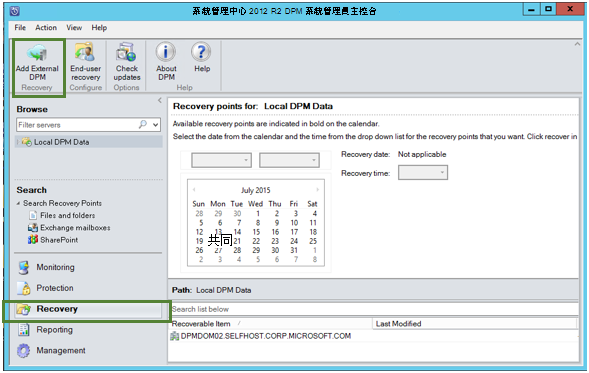 系統管理中心 2012 R2 DPM 系統管理員主控台
File Action View Help
Add External DPM
Recovery
End-user recovery
Configure
Check updates
Options
About DPM
Help
Help
Browse
Filter servers
Local DPM Data
Search
Search Recovery Points
Files and folders
Exchange mailboxes
SharePoint
Monitoring
Protection
Recovery
Reporting
Management
Recovery points for: Local DPM Data
Available recovery points are indicated in bold on the calendar.
Select the date from the calendar and the time from the drop down list for the recovery points that you want. Click recover in
Recovery date: Not applicable
Recovery time:
July 2015
Sun Mon Tue Wed Thu Fri Sat
28 29 30 1 2 3 4
5 6 7 8 9 10 11
12 13 14 15 16 17 18
19 共同 21 22 23 24 25
26 27 28 29 30 31 1
2 3 4 5 6 7 8
Path: Local DPM Data
Search list below
Recoverable Item Last Modified
DPMDOM02.SELFHOST.CORP.MICROSOFT.COM